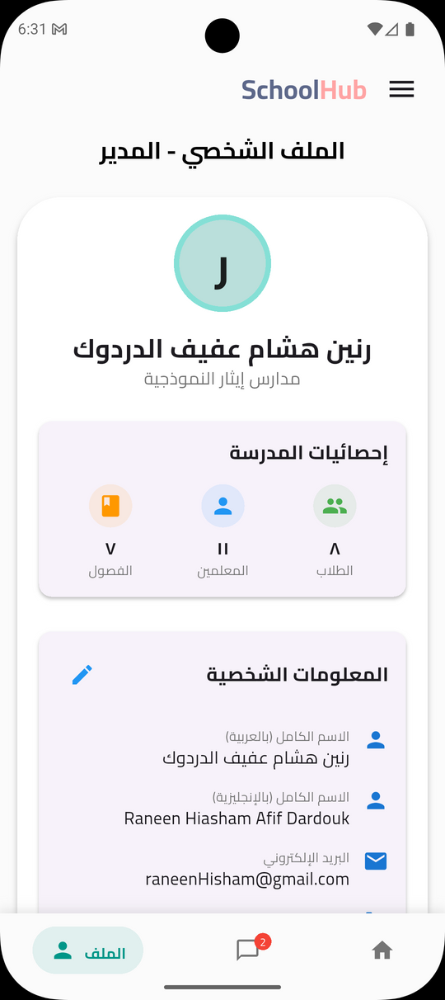 6:31
SchoolHub
الملف الشخصي - المدير
ر
رنين هشام عفيف الدردوك
مدارس إيثار النموذجية
إحصائيات المدرسة
٨ ١١ ٧
الطلاب المعلمين الفصول
المعلومات الشخصية
الاسم الكامل (بالعربية)
رنين هشام عفيف الدردوك
الاسم الكامل (بالإنجليزية)
Raneen Hiasham Afif Dardouk
البريد الإلكتروني
raneenHisham@gmail.com
2
الملف